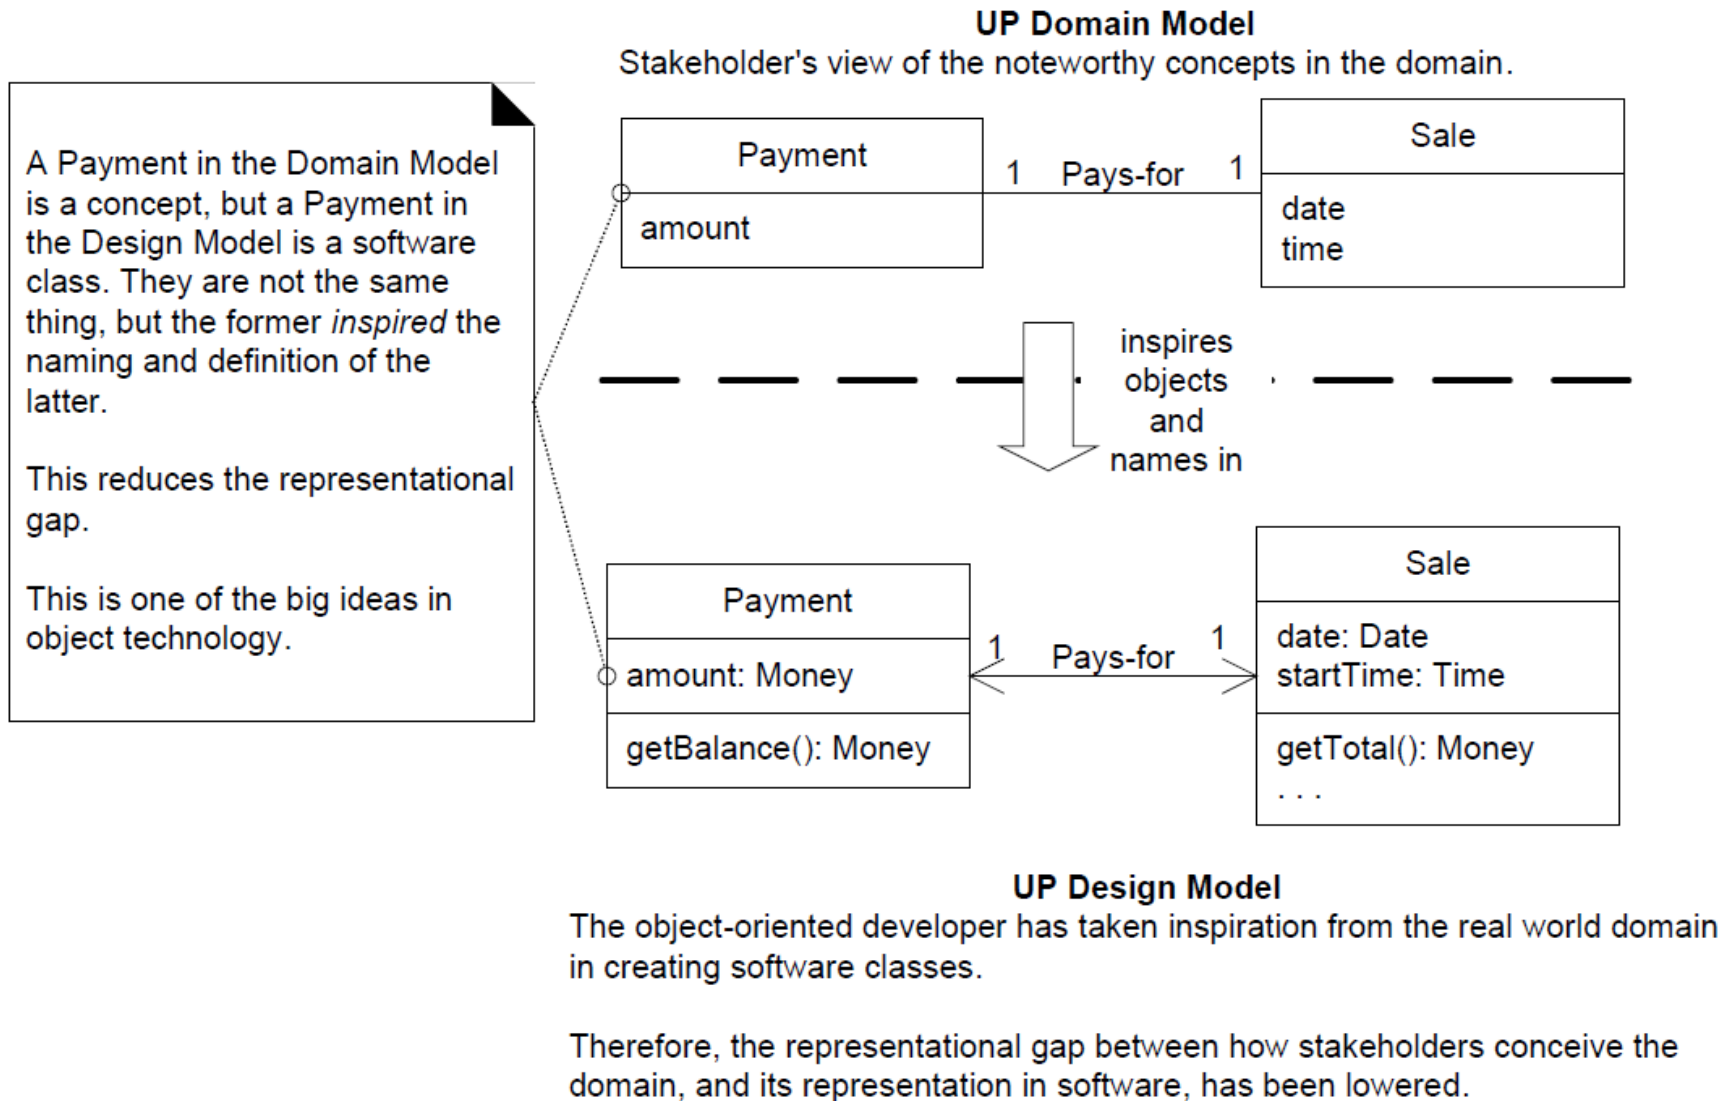 UP Domain Model
Stakeholder's view of the noteworthy concepts in the domain.
A Payment in the Domain Model
is a concept, but a Payment in
the Design Model is a software
class. They are not the same
thing, but the former inspired the
naming and definition of the
latter.
This reduces the representational
gap.
This is one of the big ideas in
object technology.
Payment
amount
1 Pays-for 1
Sale
date
time
inspires
objects
and
names in
Payment
amount: Money
getBalance(): Money
1 Pays-for 1
Sale
date: Date
startTime: Time
getTotal(): Money
. . .
UP Design Model
The object-oriented developer has taken inspiration from the real world domain
in creating software classes.
Therefore, the representational gap between how stakeholders conceive the
domain, and its representation in software, has been lowered.